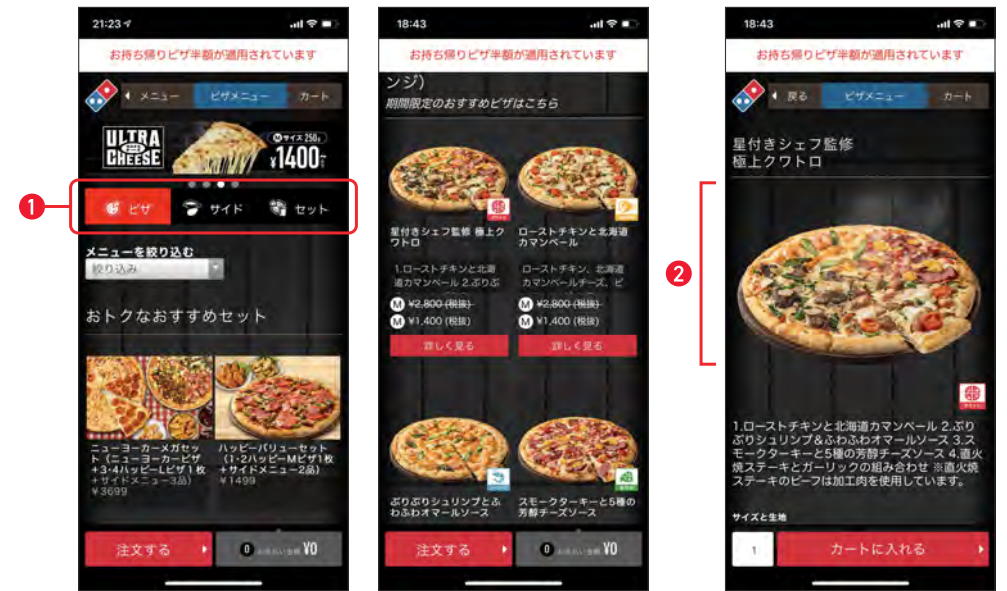 21:23
お持ち帰りピザ半額が適用されています
メニュー
ピザメニュー
カート
ULTRA
CHEESE
Mサイズ 250g
¥1400
1
ピザ
サイド
セット
メニューを絞り込む
絞り込み
おトクなおすすめセット
ニューヨーカーメガセッ
ト（ニューヨーカーピザ
+3・4ハッピーLピザ１枚
+サイドメニュー3品）
¥3699
ハッピーバリューセット
（1・2ハッピーMピザ1枚
+サイドメニュー2品）
¥1499
注文する
0
¥0
18:43
お持ち帰りピザ半額が適用されています
ンジ）
期間限定のおすすめピザはこちら
星付きシェフ監修 極上ク
ワトロ
1.ローストチキンと北海
道カマンベール 2.ぷりぷ
M ¥2,800 (税抜)
M ¥1,400 (税抜)
詳しく見る
ローストチキンと北海道
カマンベール
ローストチキン、北海道
カマンベールチーズ、ピ
M ¥2,800 (税抜)
M ¥1,400 (税抜)
詳しく見る
ぷりぷりシュリンプとふ
わふわオマールソース
スモークターキーと5種の
芳醇チーズソース
注文する
0
¥0
18:43
お持ち帰りピザ半額が適用されています
戻る
ピザメニュー
カート
星付きシェフ監修
極上クワトロ
2
1.ローストチキンと北海道カマンベール 2.ぷり
ぷりシュリンプ＆ふわふわオマールソース 3.ス
モークターキーと5種の芳醇チーズソース 4.直火
焼ステーキとガーリックの組み合わせ ※直火焼
ステーキのビーフは加工肉を使用しています。
サイズと生地
1
カートに入れる